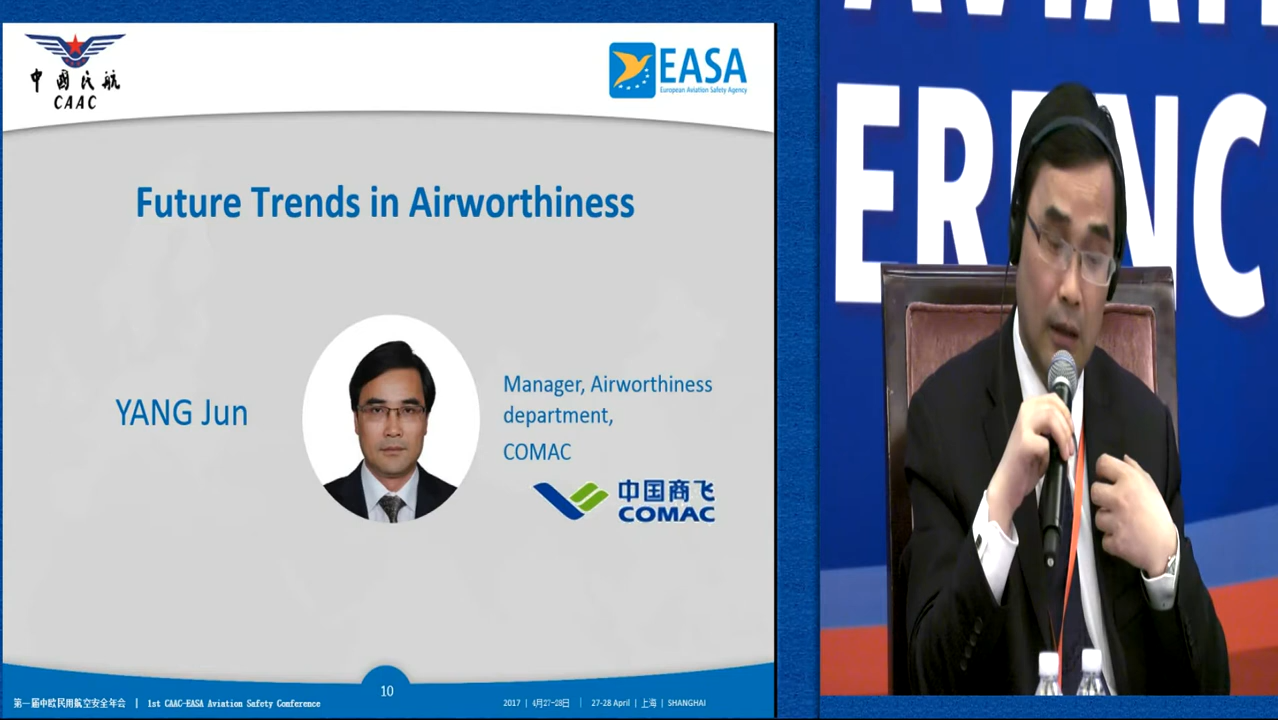 中國民航
CAAC
EASA
European Aviation Safety Agency
Future Trends in Airworthiness
YANG Jun
Manager, Airworthiness
department,
COMAC
中国商飞
COMAC
10
第一届中欧民用航空安全年会 | 1st CAAC-EASA Aviation Safety Conference
2017 | 4月27-28日 | 27-28 April | 上海 | SHANGHAI
AVIATI
ERENC